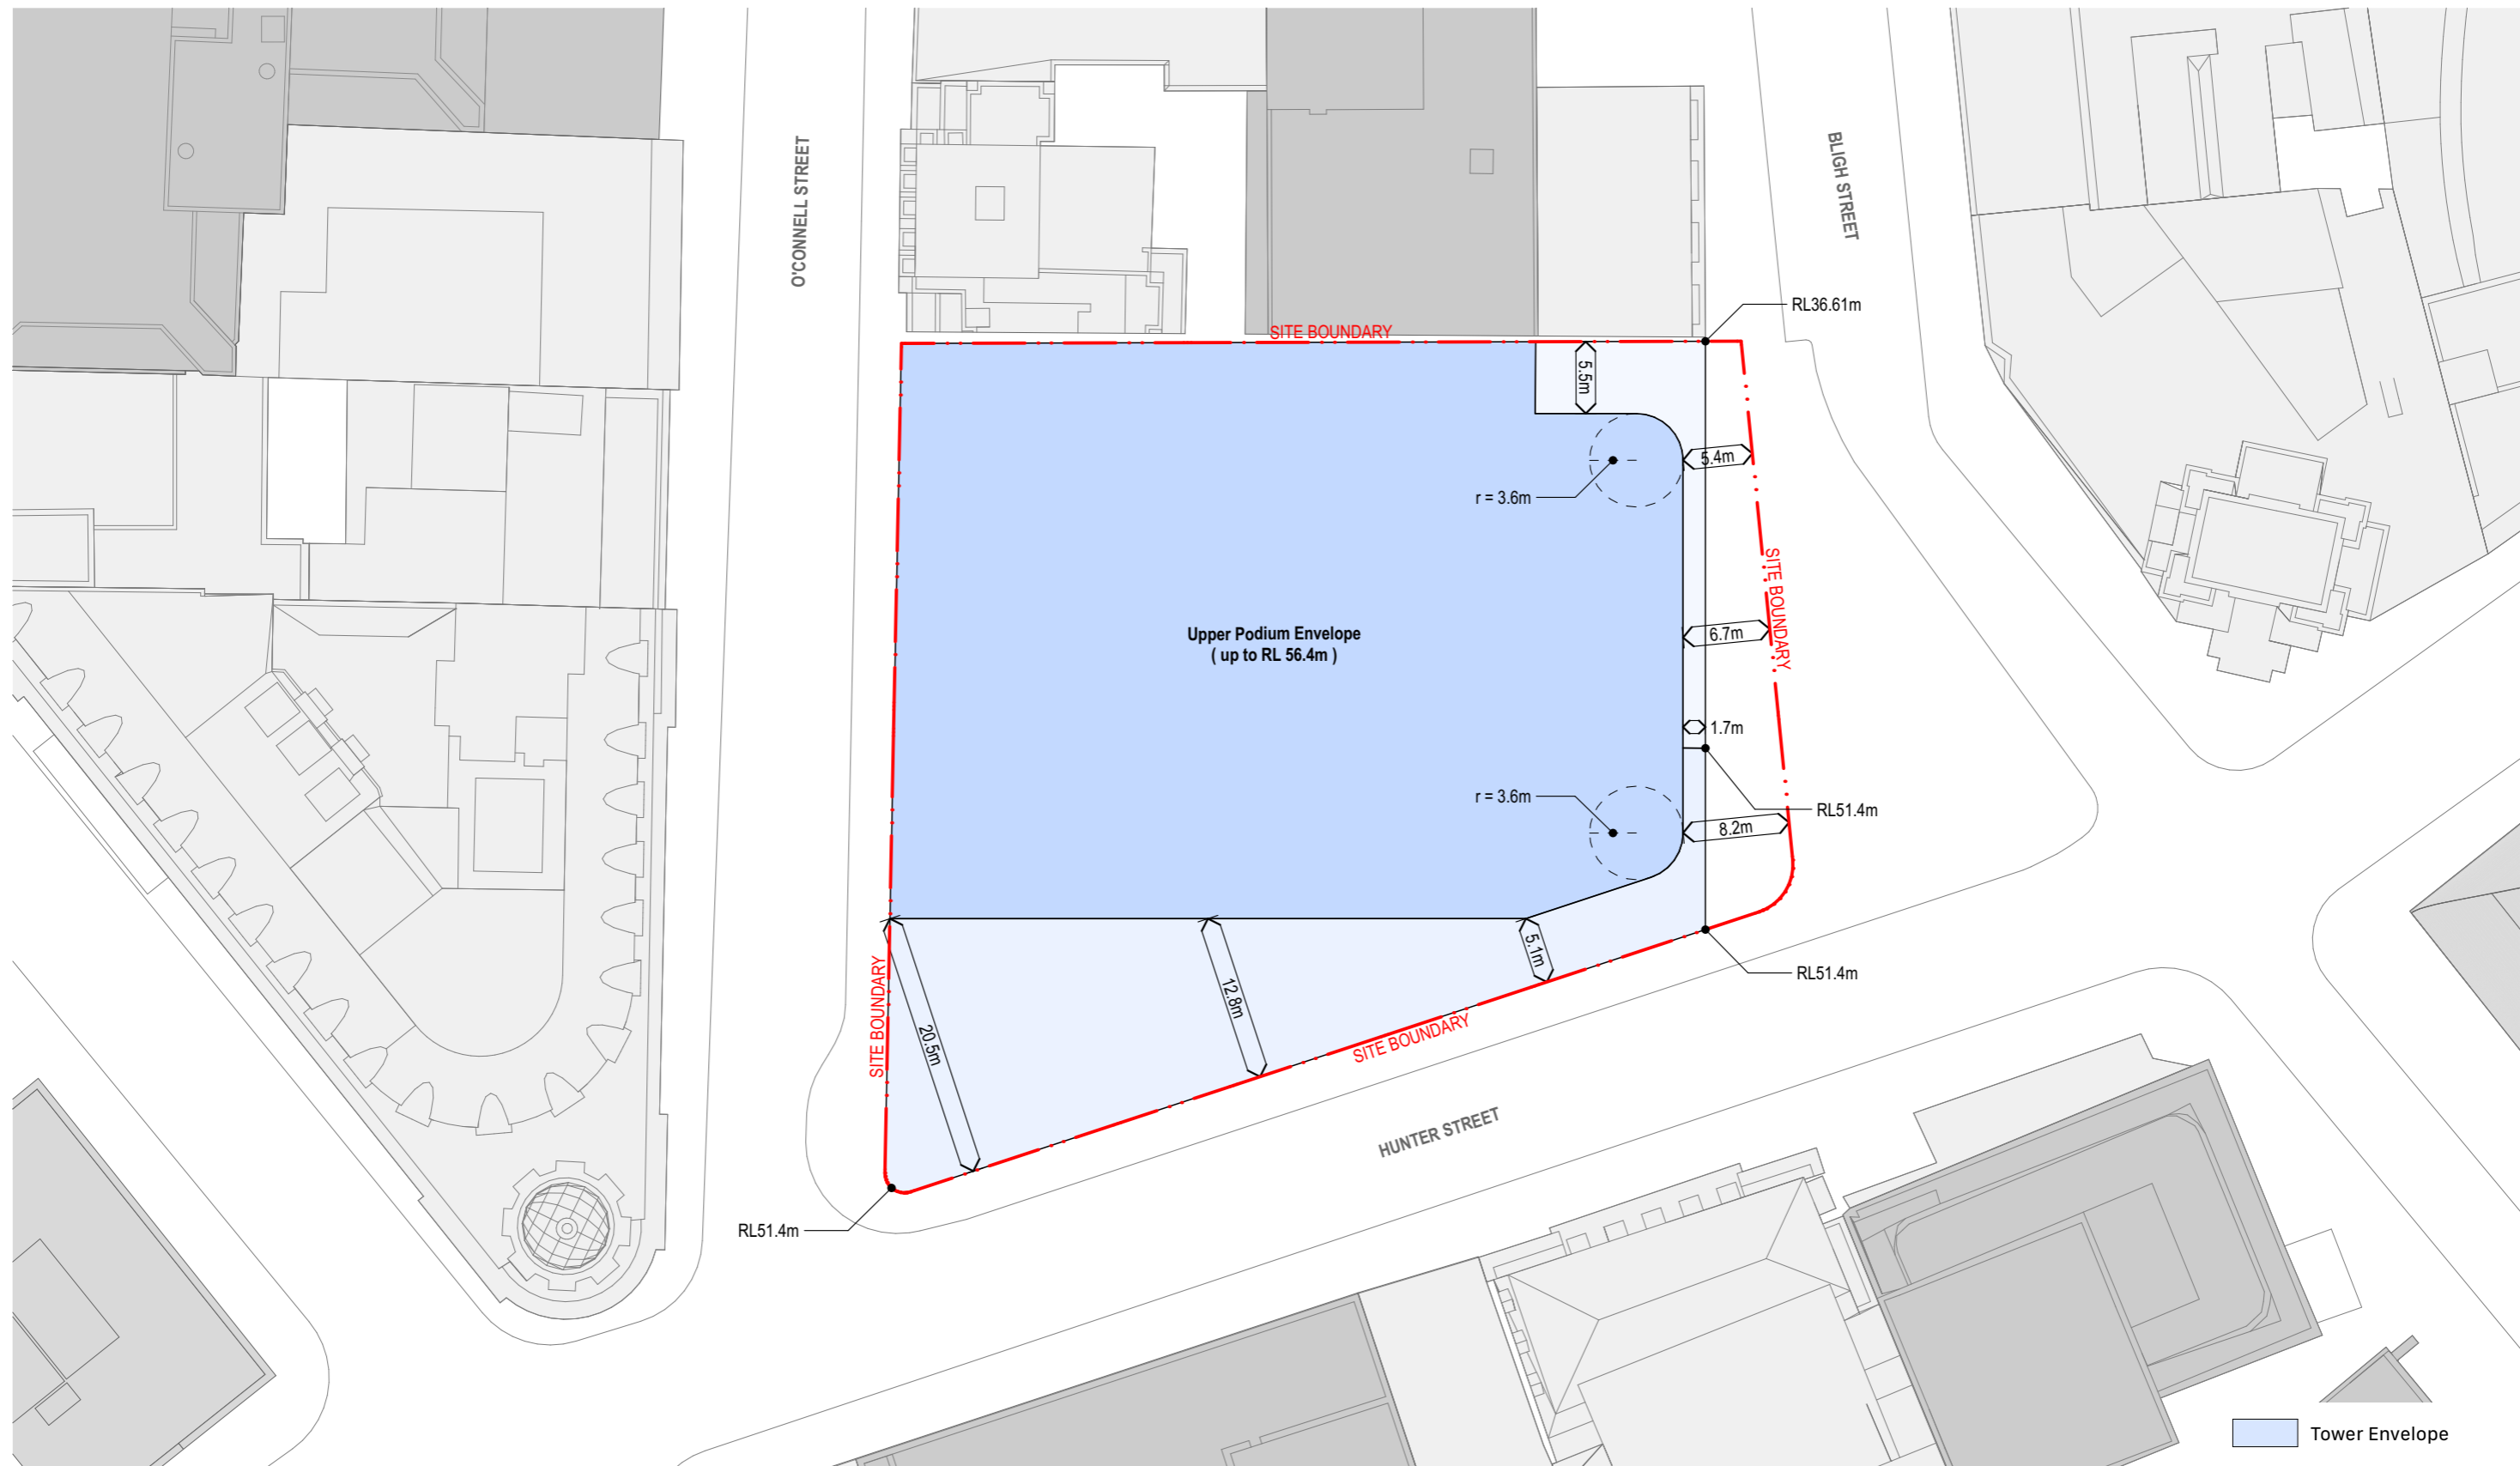 O'CONNELL STREET
BLIGH STREET
RL36.61m
SITE BOUNDARY
5.5m
5.4m
r = 3.6m
SITE BOUNDARY
Upper Podium Envelope
( up to RL 56.4m )
6.7m
1.7m
r = 3.6m
RL51.4m
8.2m
5.1m
SITE BOUNDARY
12.8m
20.5m
RL51.4m
SITE BOUNDARY
HUNTER STREET
RL51.4m
Tower Envelope